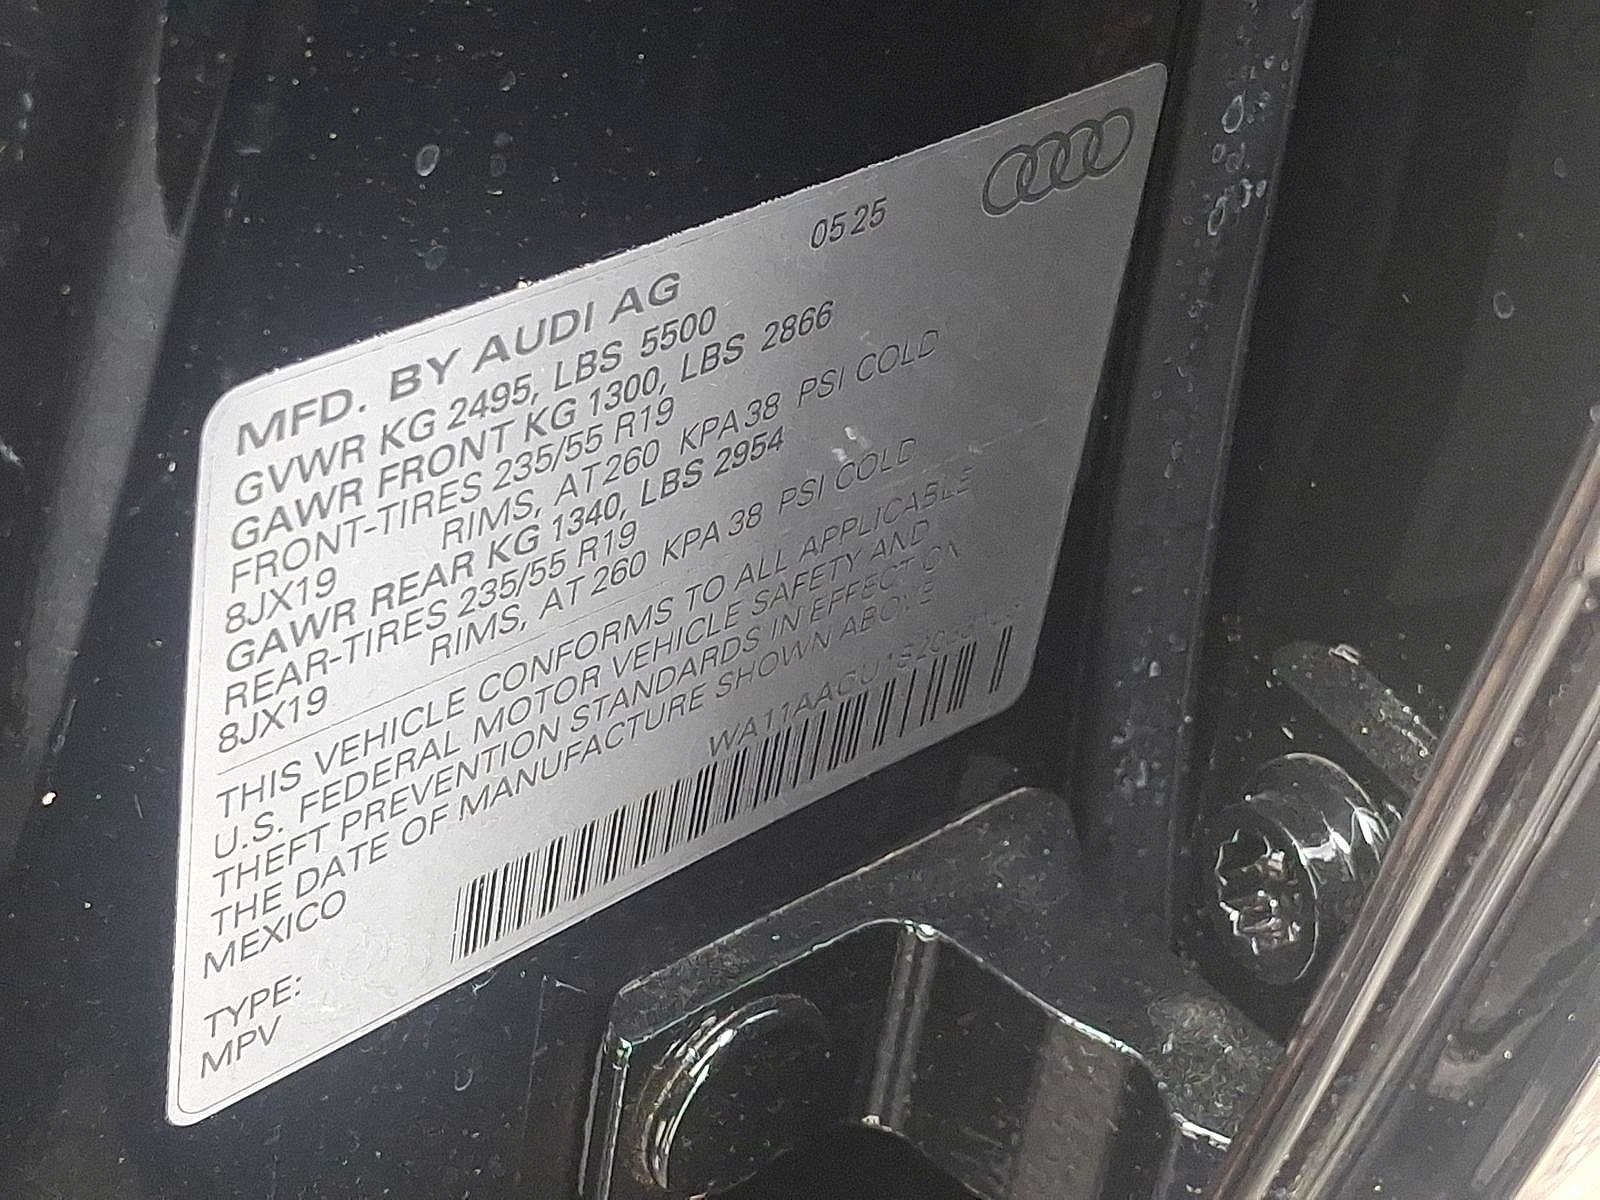 MFD. BY AUDI AG 05 25
GVWR KG 2495, LBS 5500
GAWR FRONT KG 1300, LBS 2866
FRONT-TIRES 235/55 R19
8JX19 RIMS, AT 260 KPA 38 PSI COLD
GAWR REAR KG 1340, LBS 2954
REAR-TIRES 235/55 R19
8JX19 RIMS, AT 260 KPA 38 PSI COLD
THIS VEHICLE CONFORMS TO ALL APPLICABLE
U.S. FEDERAL MOTOR VEHICLE SAFETY AND
THEFT PREVENTION STANDARDS IN EFFECT ON
THE DATE OF MANUFACTURE SHOWN ABOVE
MEXICO
TYPE:
MPV